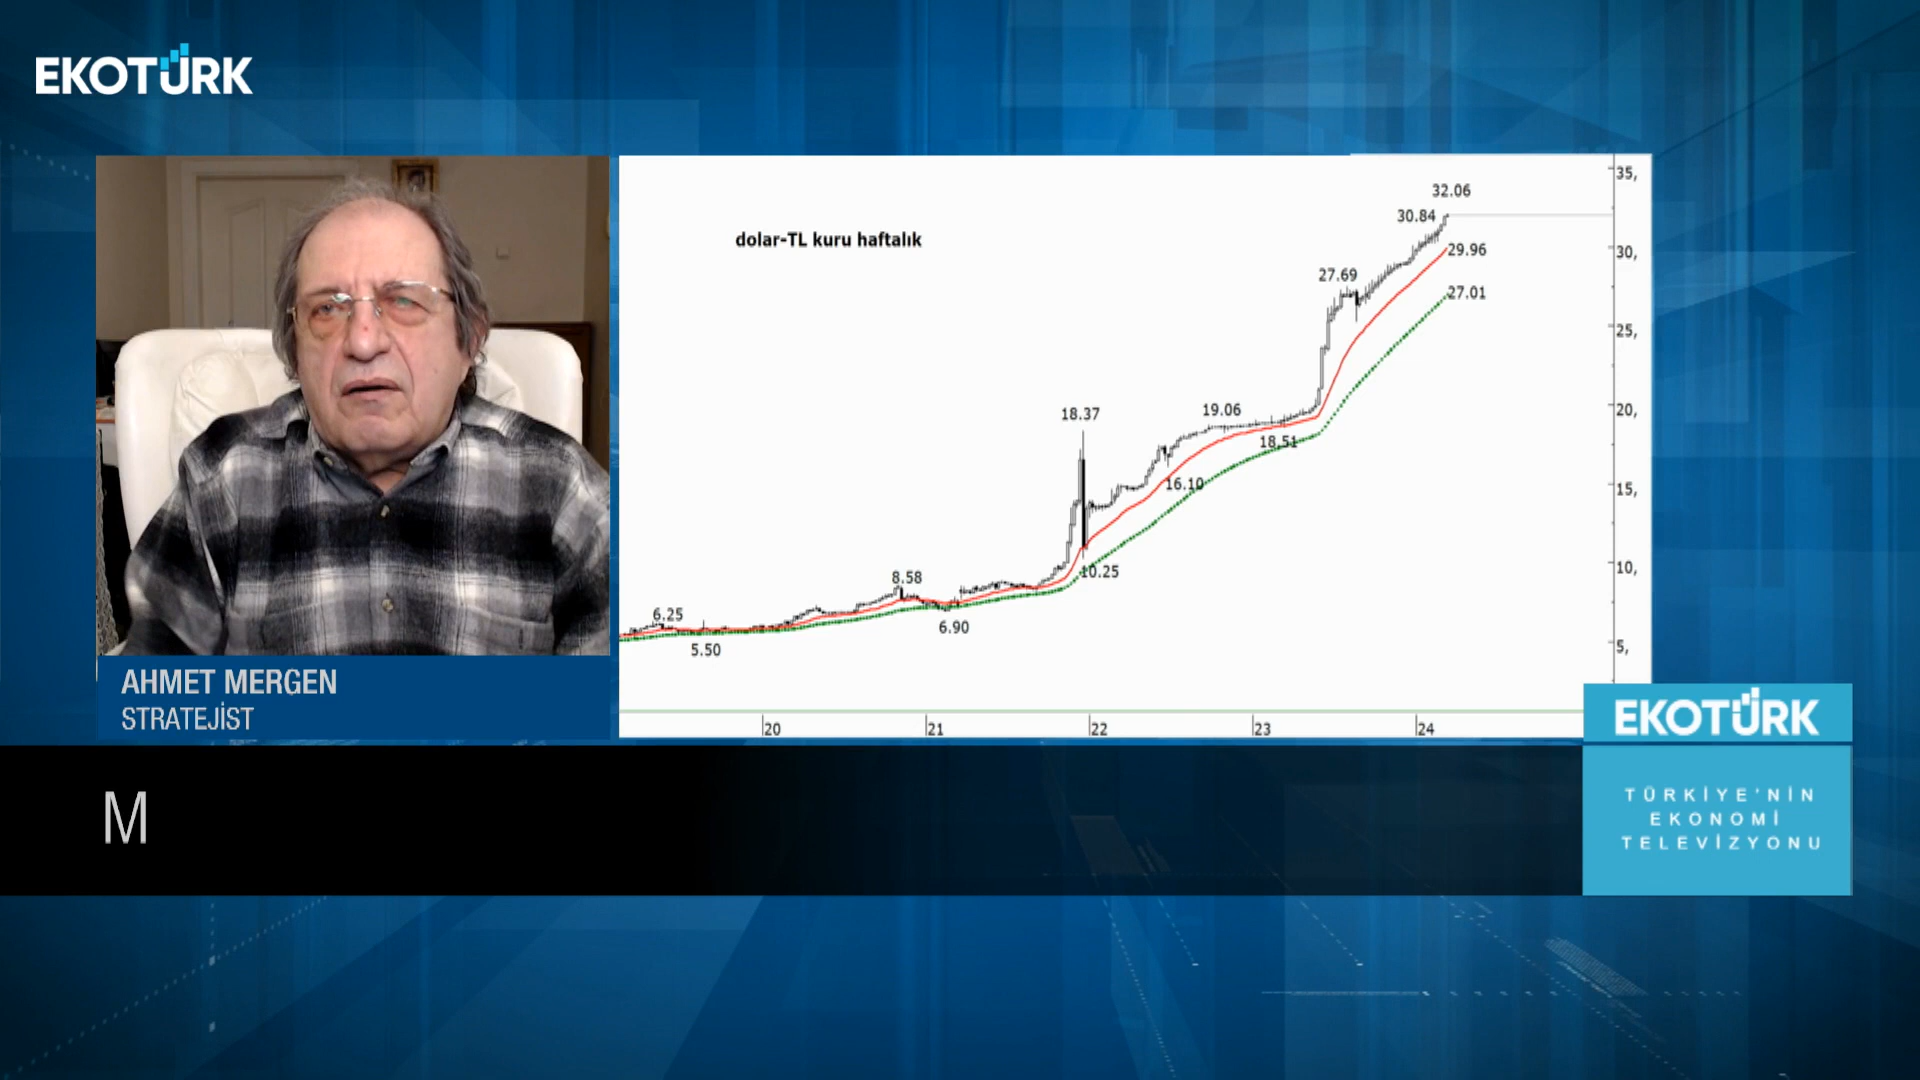 EKOTÜRK
dolar-TL kuru haftalık
32.06
30.84
29.96
27.69
27.01
19.06
18.37
18.51
16.10
10.25
8.58
6.90
6.25
5.50
35,
30,
25,
20,
15,
10,
5,
20
21
22
23
24
AHMET MERGEN
STRATEJİST
M
EKOTÜRK
TÜRKİYE'NİN
EKONOMİ
TELEVİZYONU